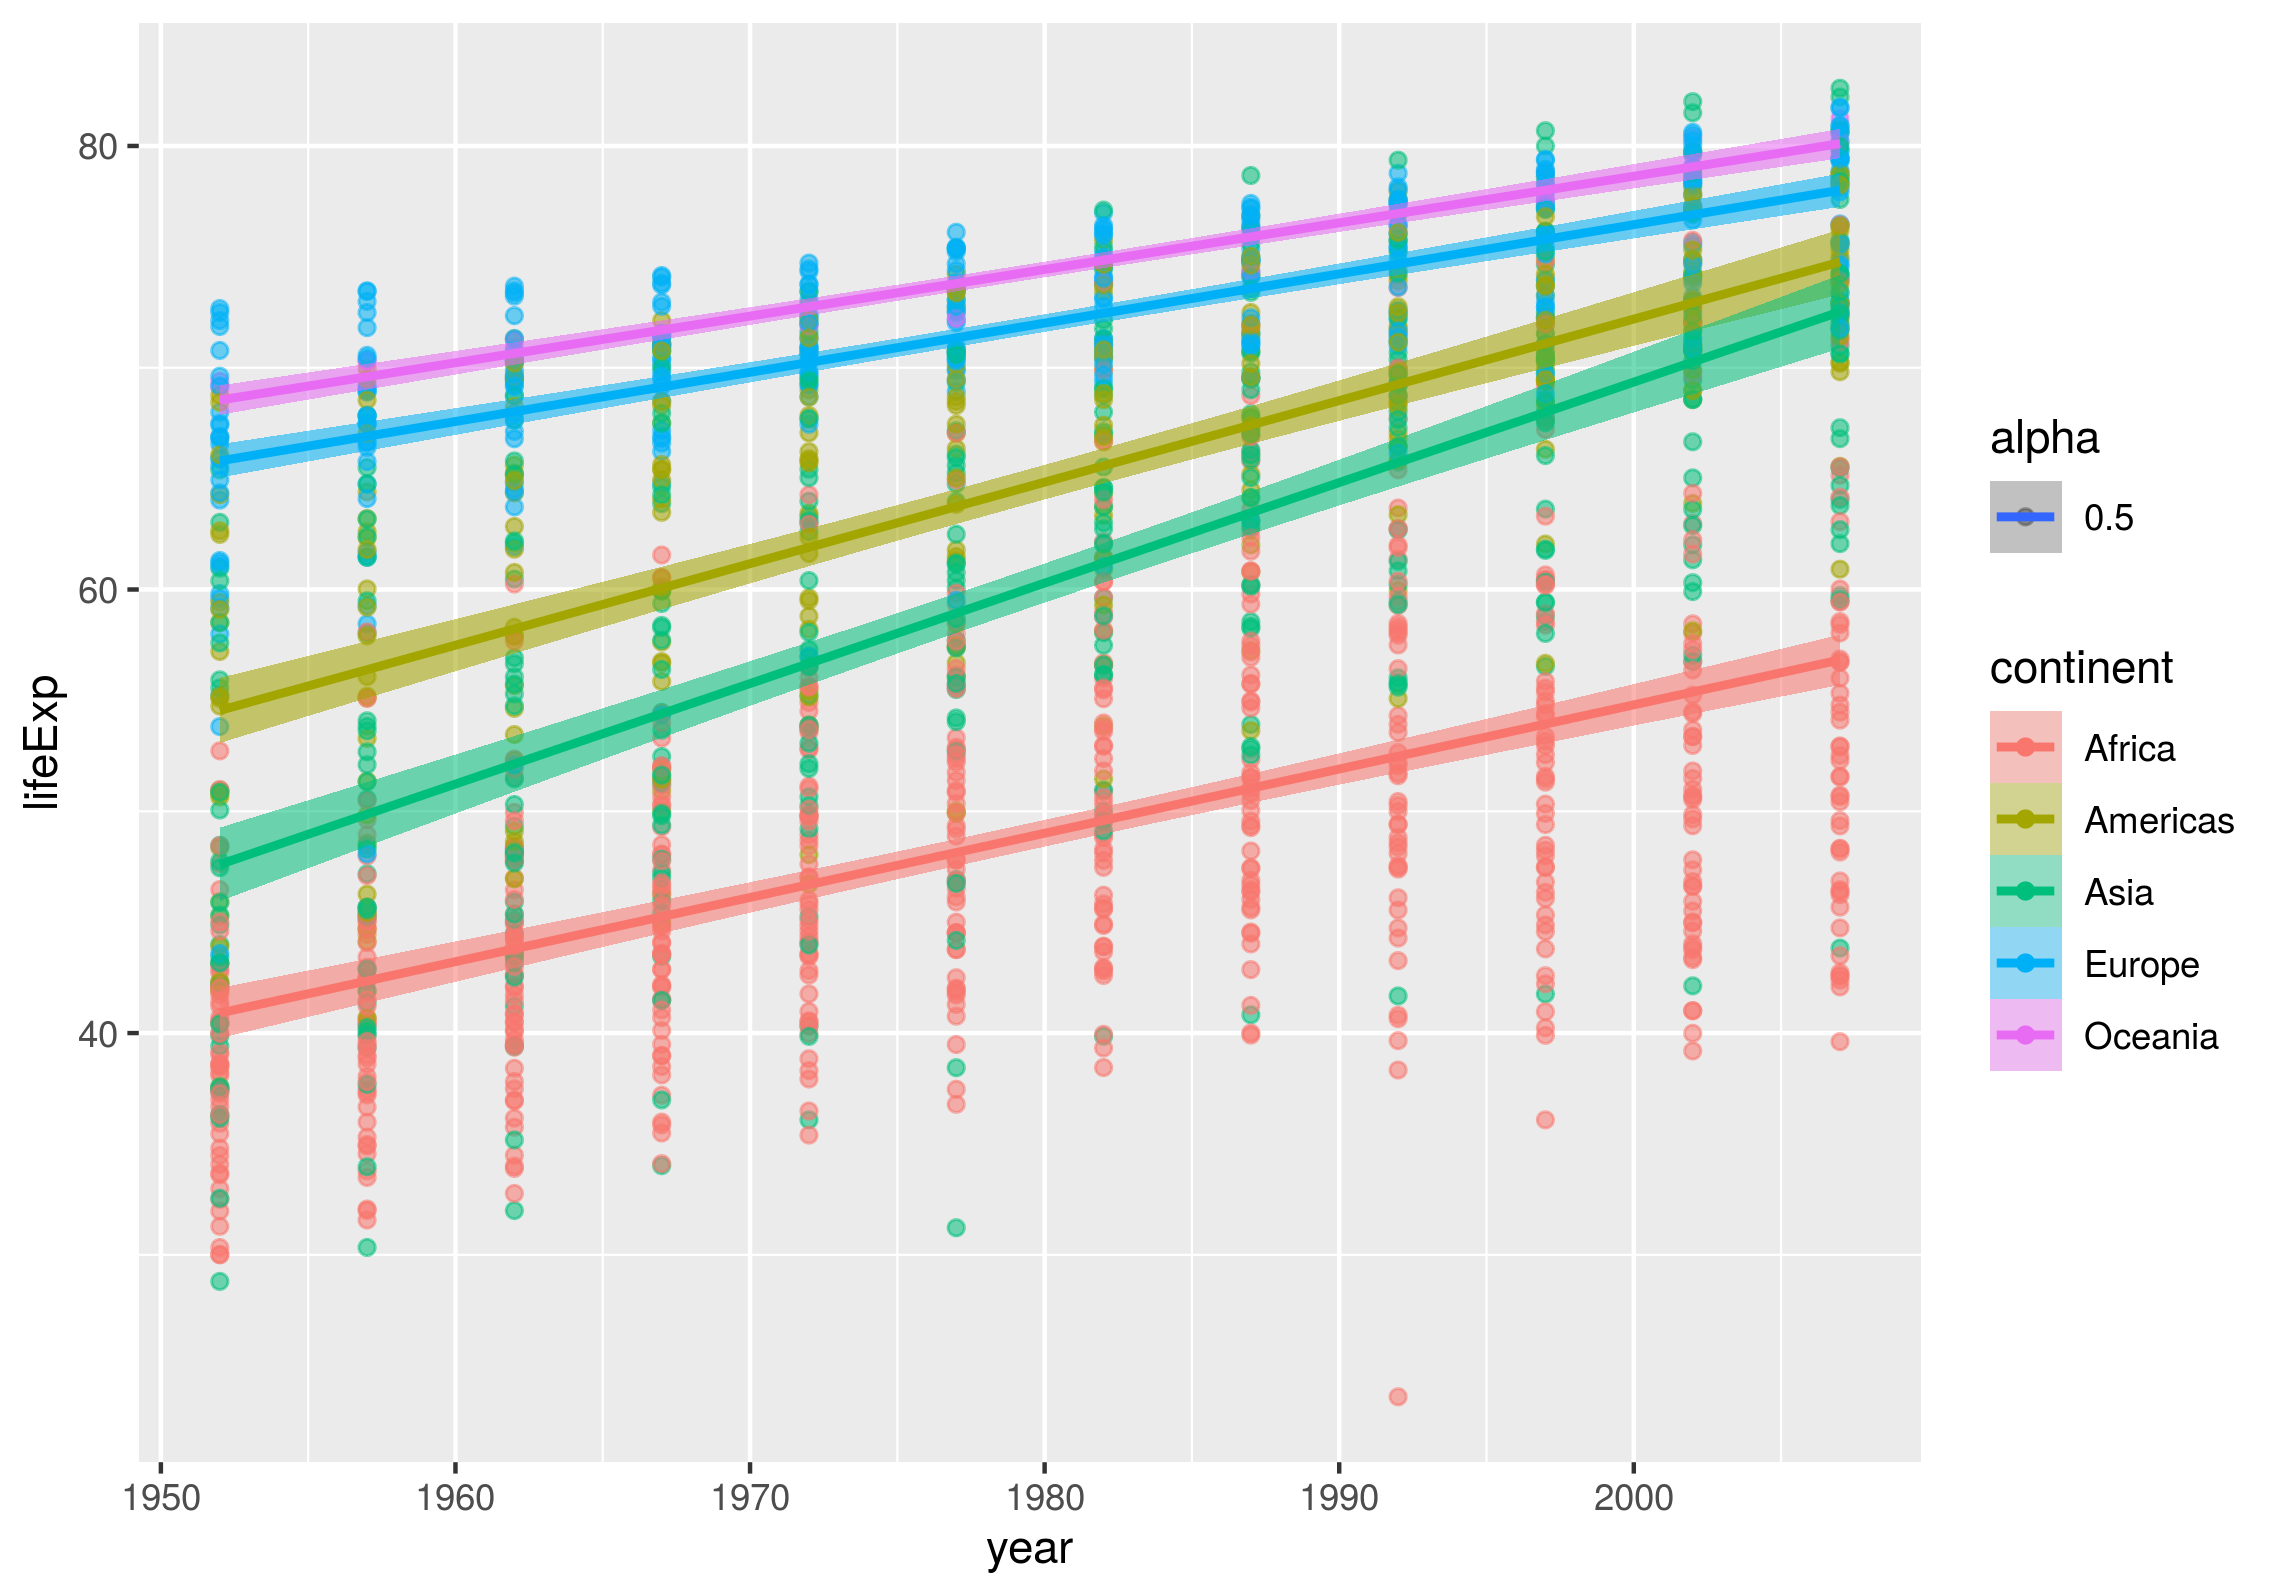 80
60
40
lifeExp
1950
1960
1970
1980
1990
2000
year
alpha
0.5
continent
Africa
Americas
Asia
Europe
Oceania